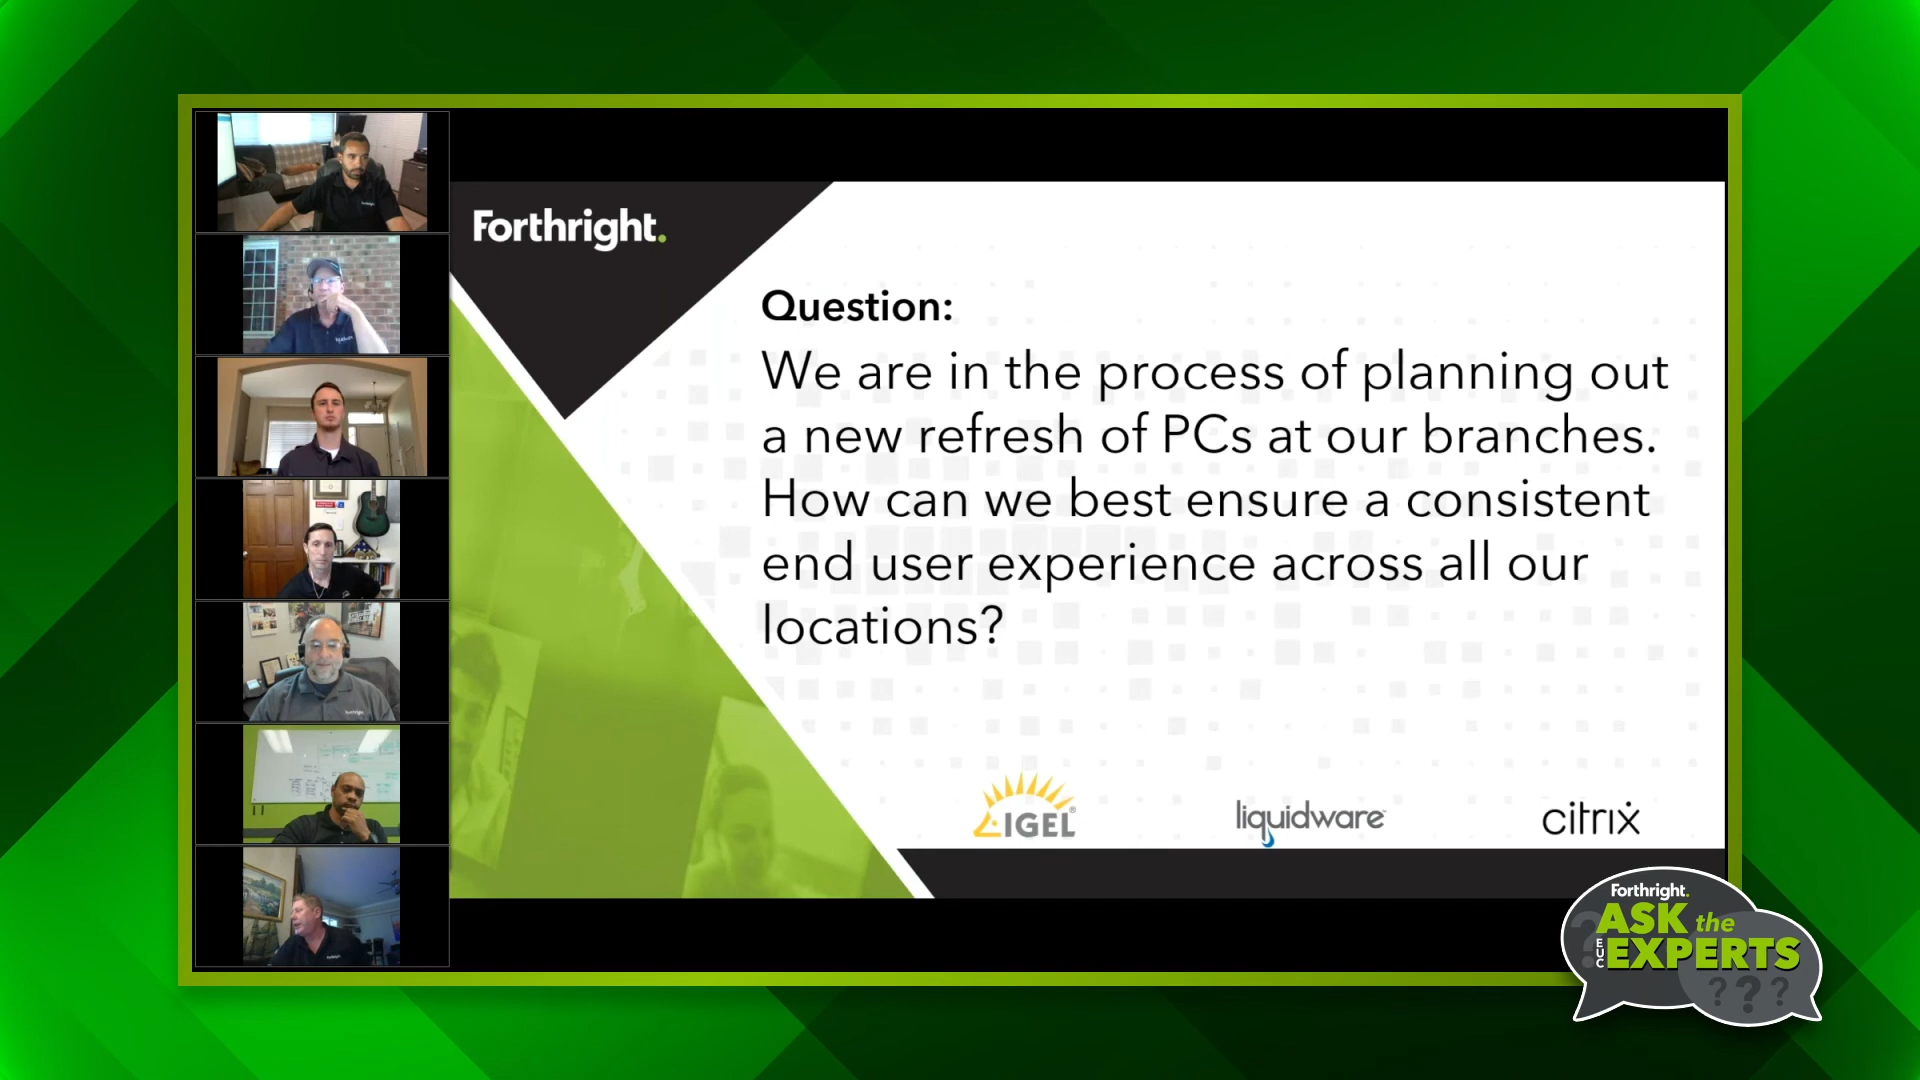 Forthright.
Question:
We are in the process of planning out
a new refresh of PCs at our branches.
How can we best ensure a consistent
end user experience across all our
locations?
IGEL®
liquidware
citrix
Forthright.
ASK the
EUC EXPERTS
? ? ? ?